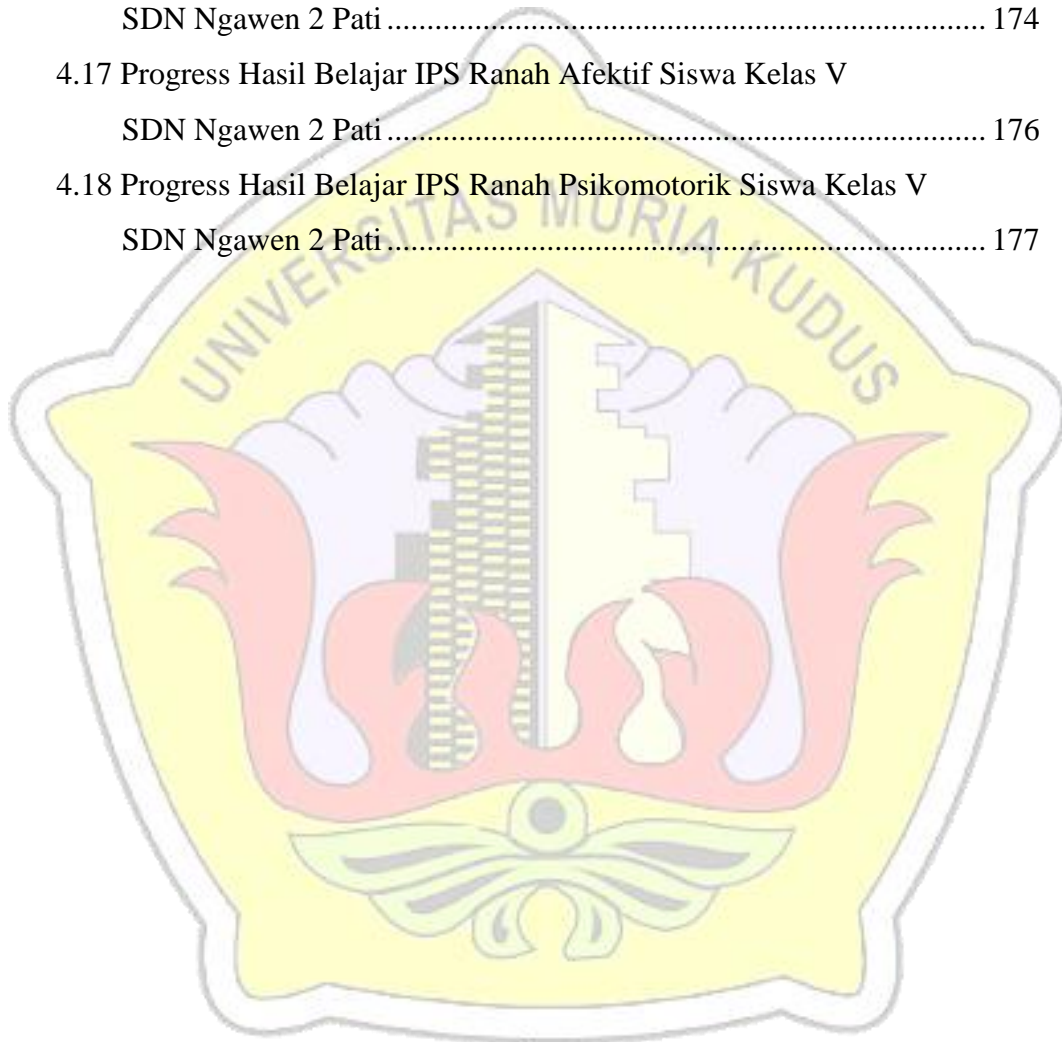 SDN Ngawen 2 Pati ........................................................................ 174
4.17 Progress Hasil Belajar IPS Ranah Afektif Siswa Kelas V
SDN Ngawen 2 Pati ........................................................................ 176
4.18 Progress Hasil Belajar IPS Ranah Psikomotorik Siswa Kelas V
SDN Ngawen 2 Pati ........................................................................ 177
UNIVERSITAS MURIA KUDUS